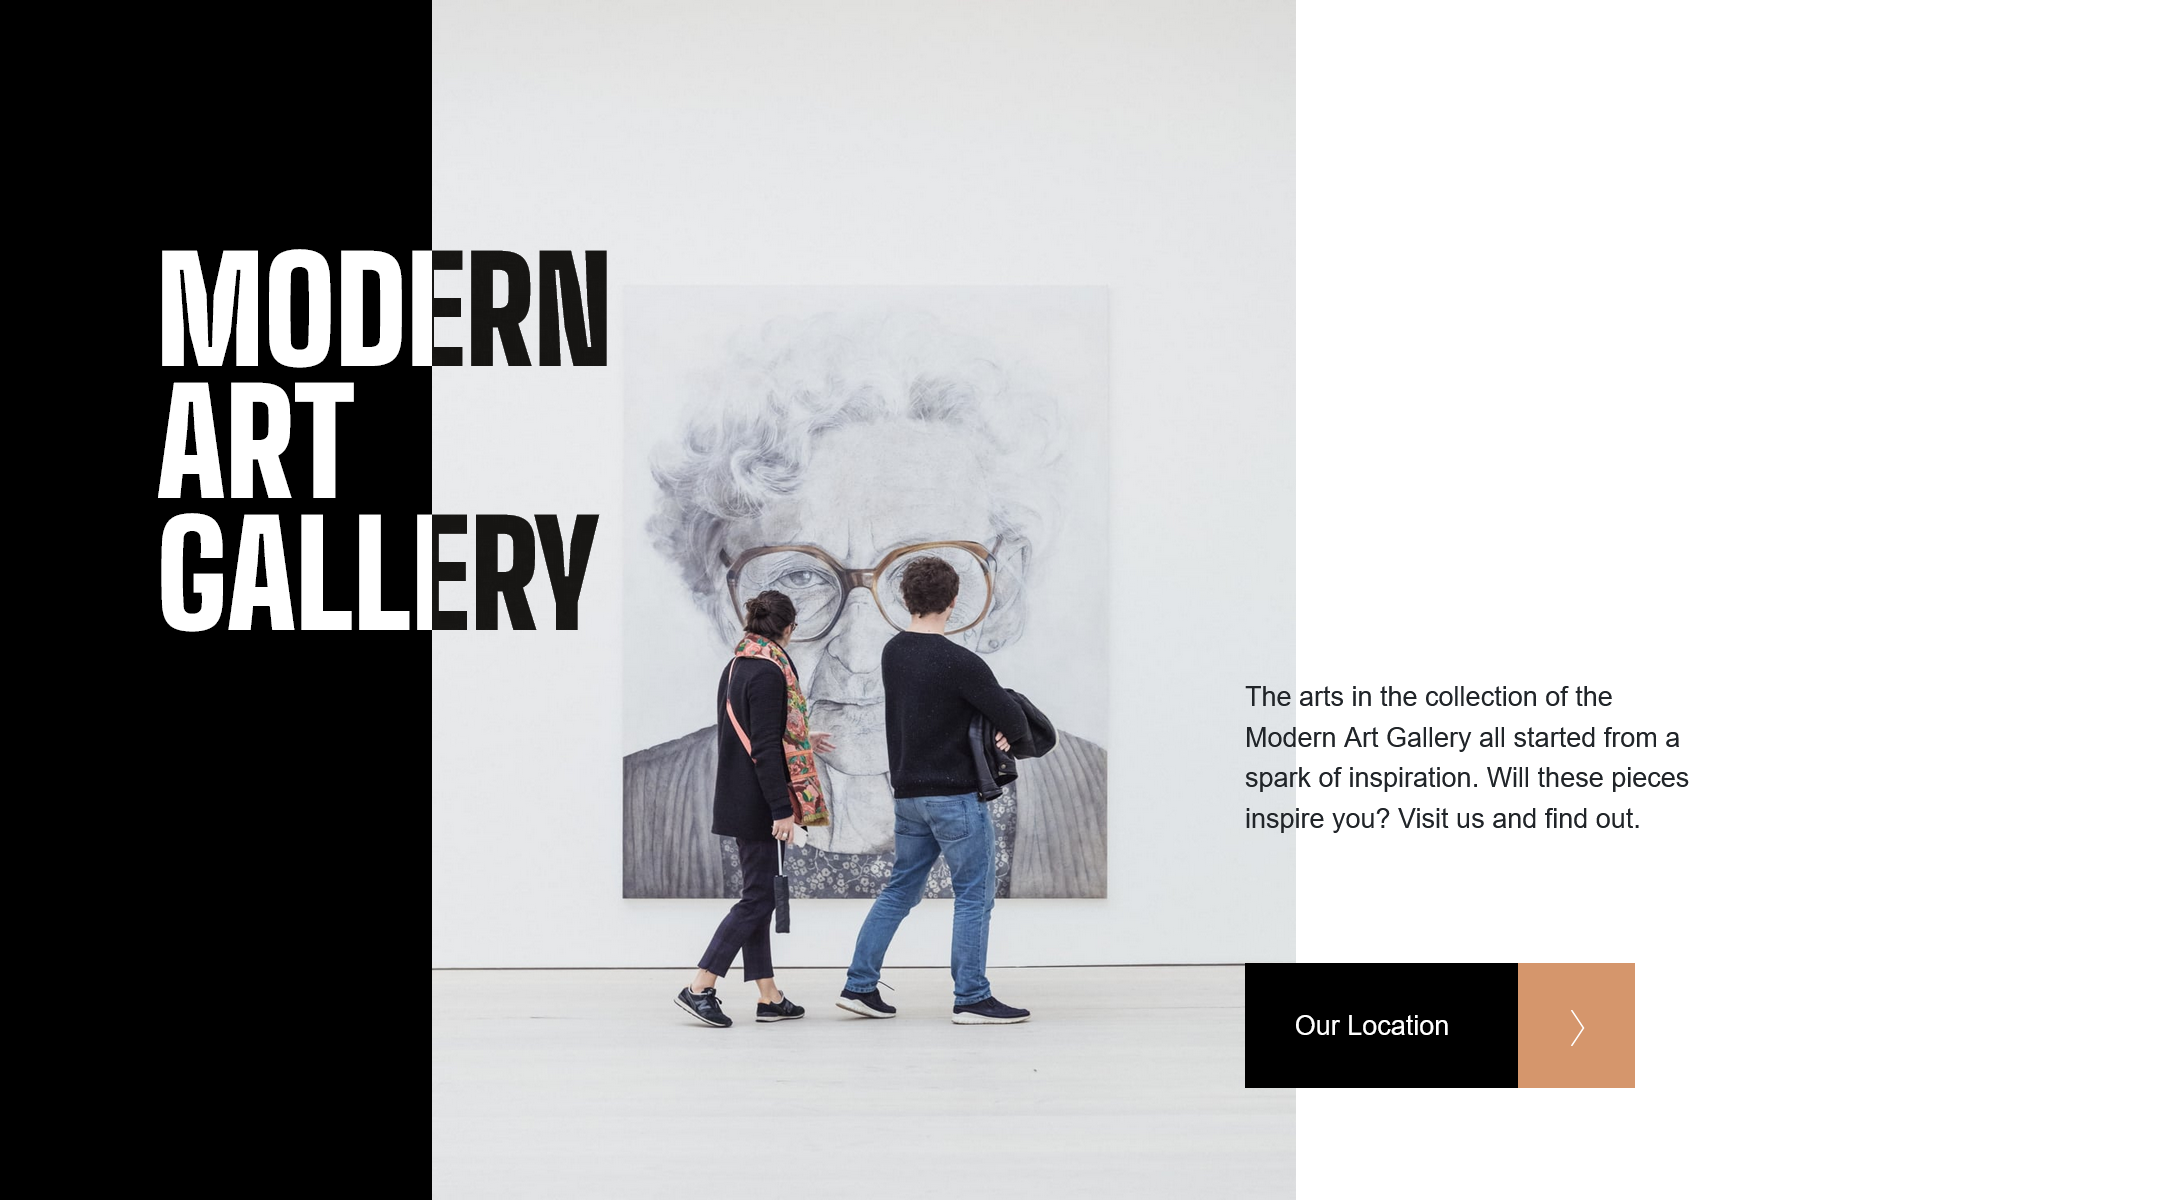 MODERN
ART
GALLERY
The arts in the collection of the
Modern Art Gallery all started from a
spark of inspiration. Will these pieces
inspire you? Visit us and find out.
Our Location